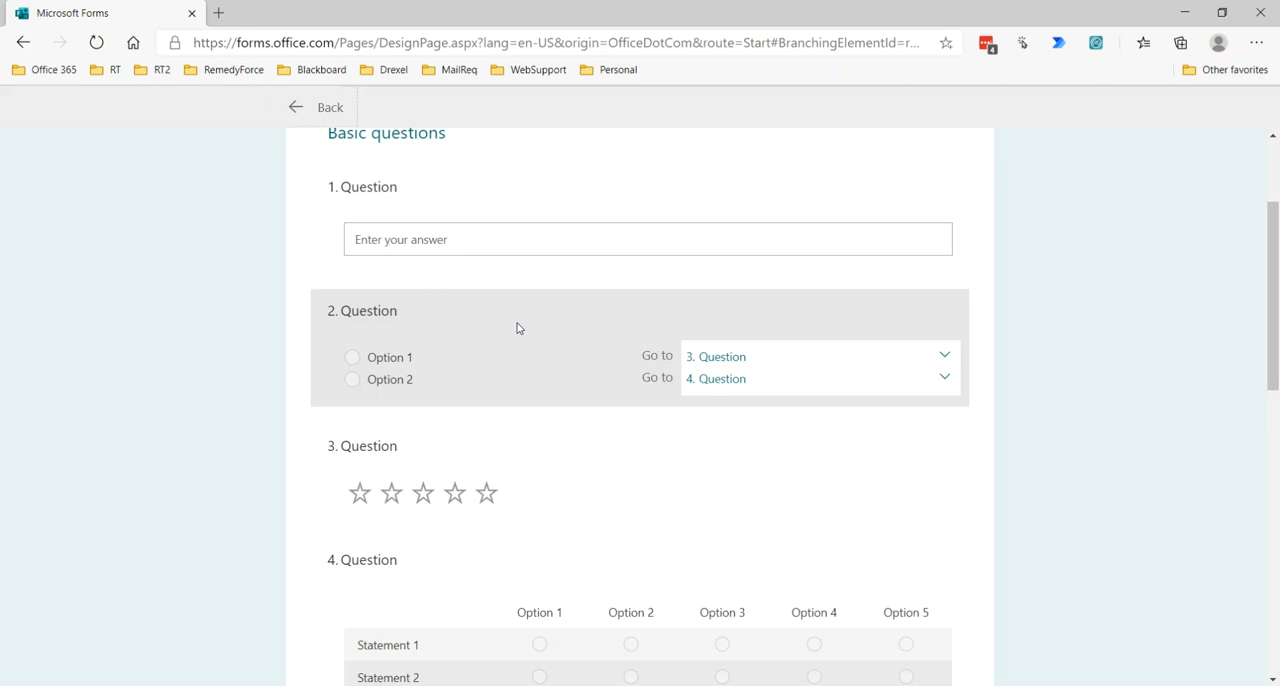 Microsoft Forms
https://forms.office.com/Pages/DesignPage.aspx?lang=en-US&origin=OfficeDotCom&route=Start#BranchingElementId=r...
4
Office 365 RT RT2 RemedyForce Blackboard Drexel MailReq WebSupport Personal Other favorites
Back
Basic questions
1. Question
Enter your answer
2. Question
Option 1 Go to 3. Question
Option 2 Go to 4. Question
3. Question
4. Question
Option 1 Option 2 Option 3 Option 4 Option 5
Statement 1
Statement 2